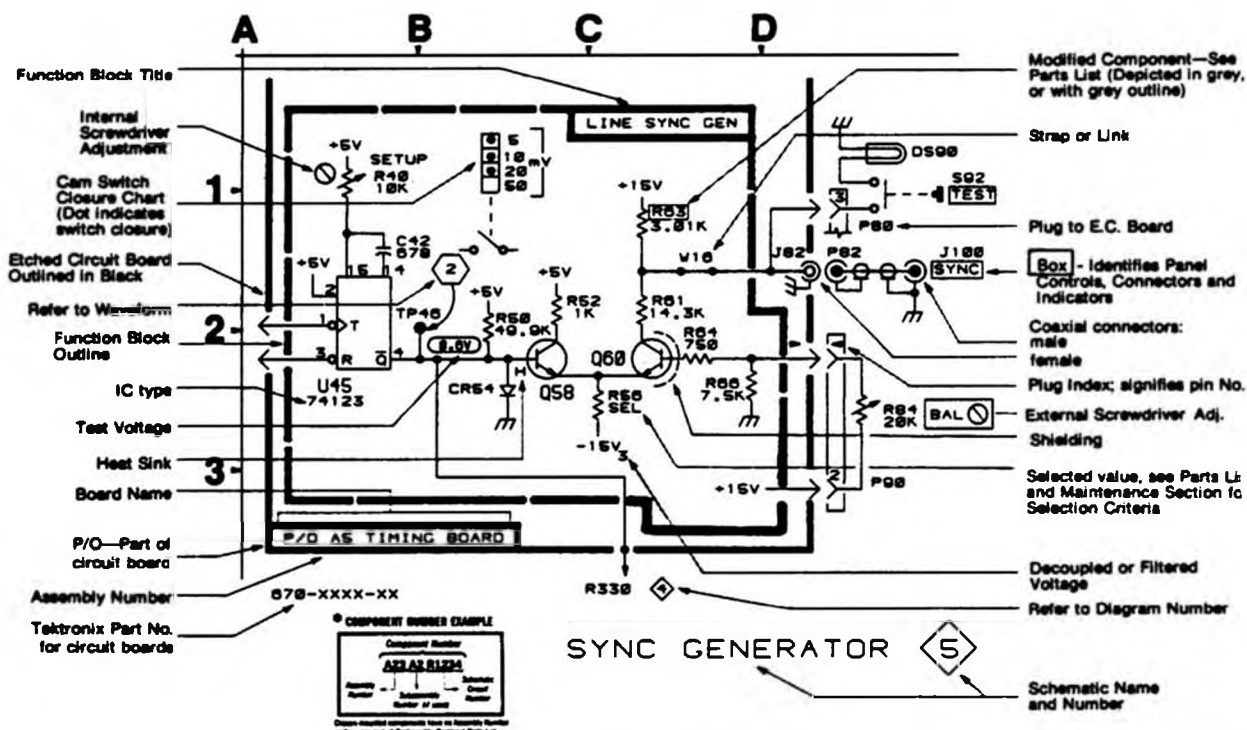 A B C D
Function Block Title
Internal
Screwdriver
Adjustment
1
Cam Switch
Closure Chart
(Dot indicates
switch closure)
Etched Circuit Board
Outlined in Black
Refer to Waveform
2
Function Block
Outline
IC type
Test Voltage
Heat Sink
3
Board Name
P/O—Part of
circuit board
Assembly Number
Tektronix Part No.
for circuit boards
LINE SYNC GEN
+5V
SETUP
R40
10K
5
10
20
50
mV
C42
678
+5V
15
14
2
1
T
3
R
Q
4
U45
74123
2
TP46
0.6V
+5V
R50
49.9K
CR54
H
+5V
R52
1K
Q58
Q60
+15V
R63
3.01K
W16
R61
14.3K
R64
750
R66
7.5K
R56
SEL
-15V3
+15V
J82
P82
DS90
S92
TEST
3
P80
J100
SYNC
1
R84
20K
BAL
2
P90
P/O A5 TIMING BOARD
670-XXXX-XX
R330
4
* COMPONENT NUMBER EXAMPLE
Component Number
A23 A2 R1234
Assembly
Number
Subassembly
Number (if used)
Schematic
Circuit
Number
SYNC GENERATOR 5
Modified Component—See
Parts List (Depicted in grey,
or with grey outline)
Strap or Link
Plug to E.C. Board
Box - Identifies Panel
Controls, Connectors and
Indicators
Coaxial connectors:
male
female
Plug Index; signifies pin No.
External Screwdriver Adj.
Shielding
Selected value, see Parts Li
and Maintenance Section fo
Selection Criteria
Decoupled or Filtered
Voltage
Refer to Diagram Number
Schematic Name
and Number